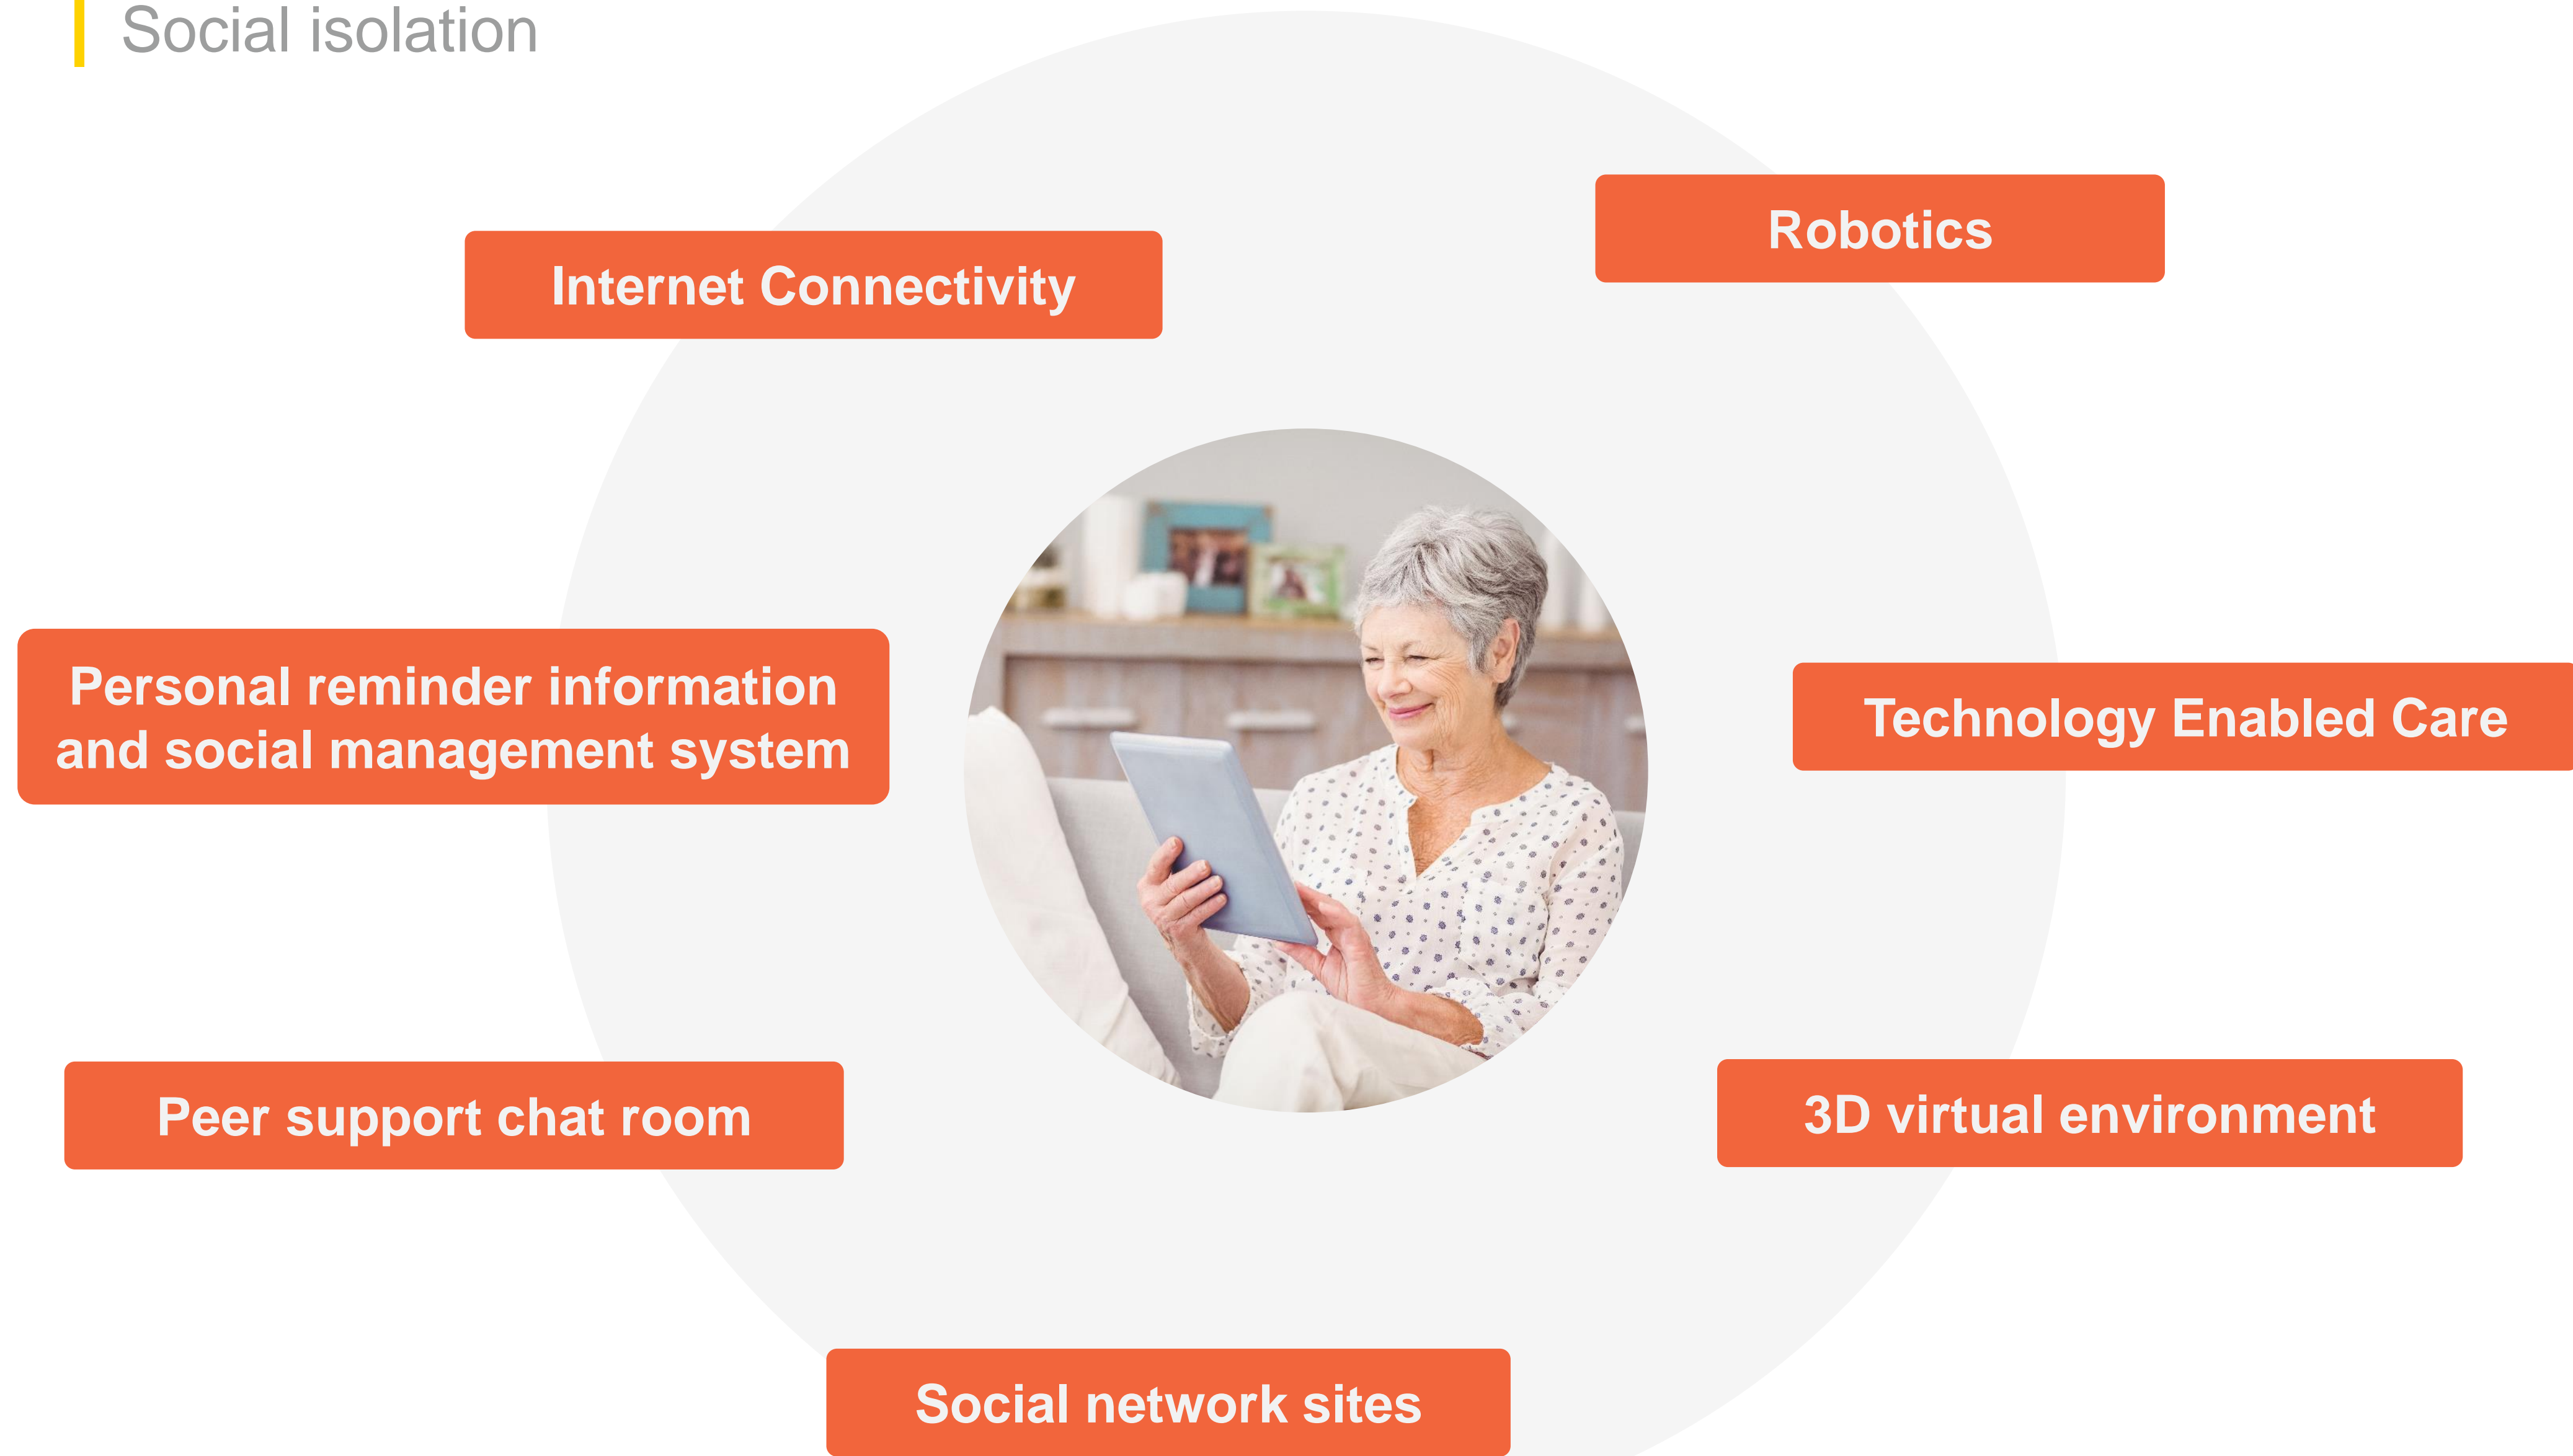 Social isolation
Robotics
Internet Connectivity
Personal reminder information
and social management system
Technology Enabled Care
Peer support chat room
3D virtual environment
Social network sites